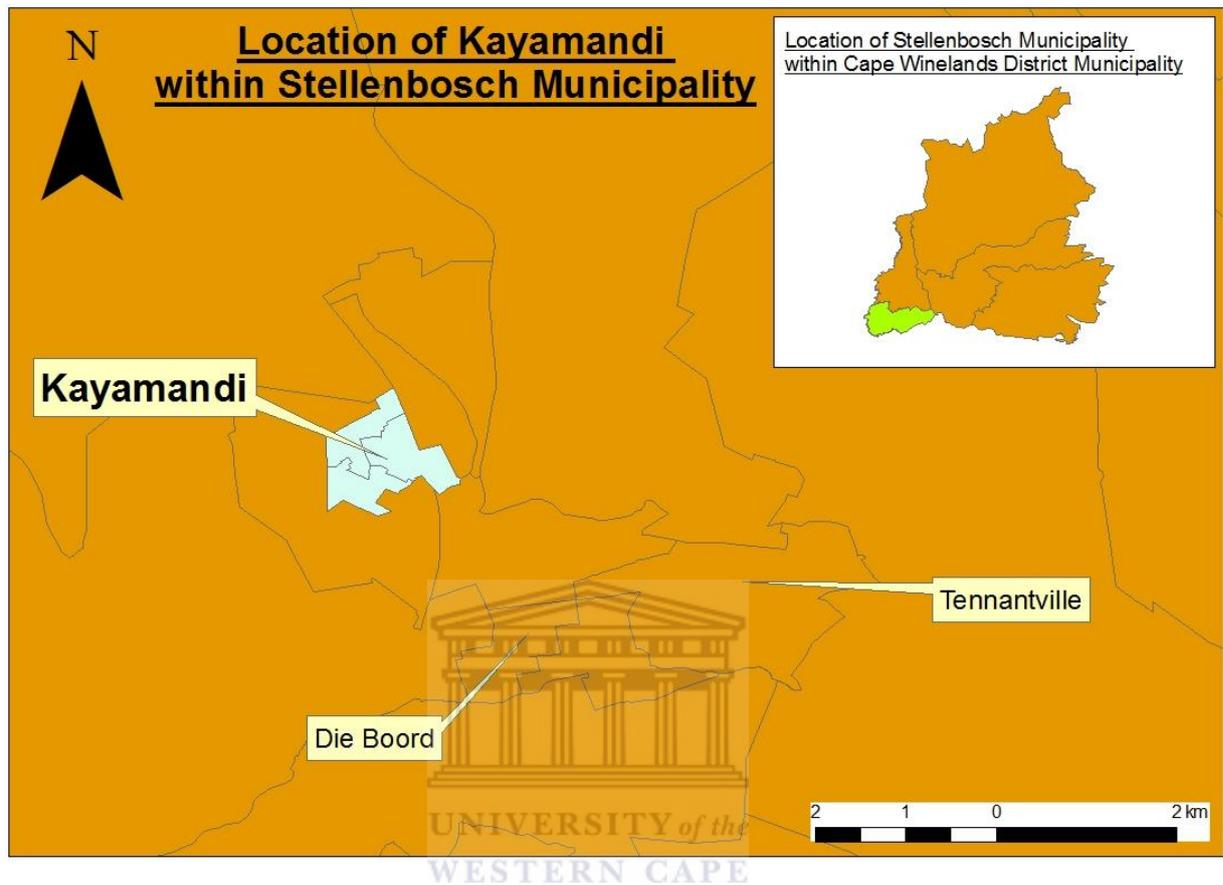 N
Location of Kayamandi
within Stellenbosch Municipality
Location of Stellenbosch Municipality
within Cape Winelands District Municipality
Kayamandi
Tennantville
Die Boord
2 1 0 2 km
UNIVERSITY of the
WESTERN CAPE